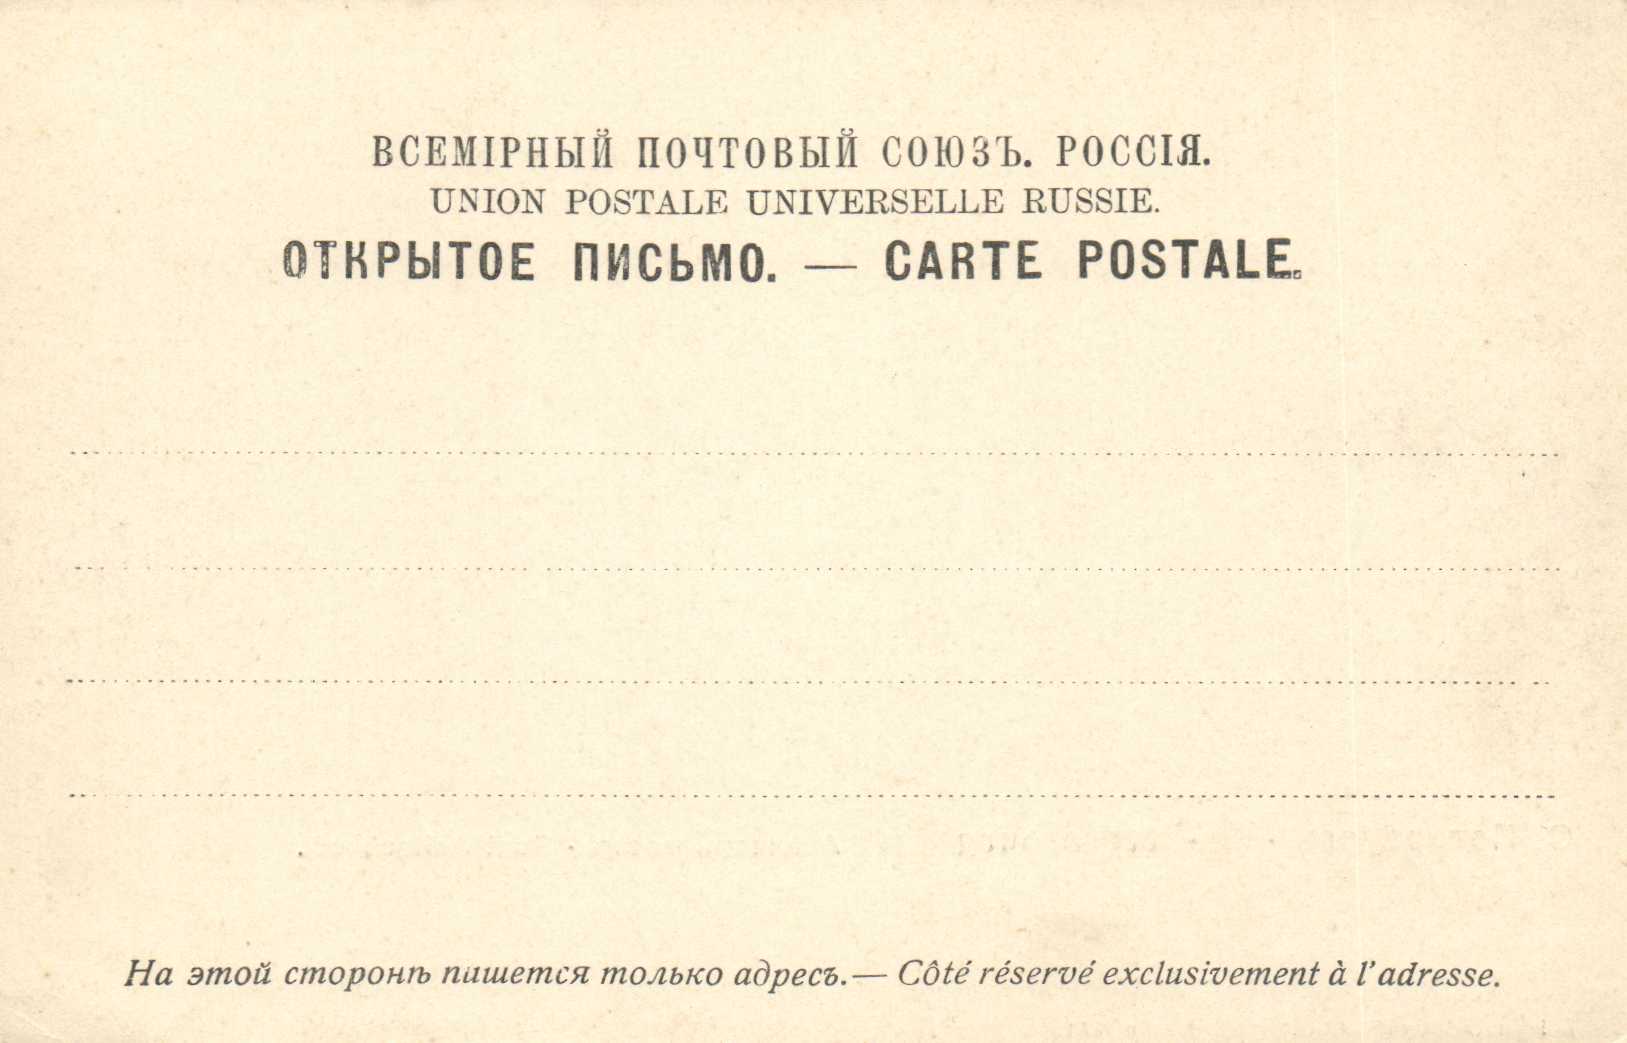 ВСЕМІРНЫЙ ПОЧТОВЫЙ СОЮЗЪ. РОССІЯ.
UNION POSTALE UNIVERSELLE RUSSIE.
ОТКРЫТОЕ ПИСЬМО. — CARTE POSTALE.
На этой сторонѣ пишется только адресъ.— Côté réservé exclusivement à l'adresse.